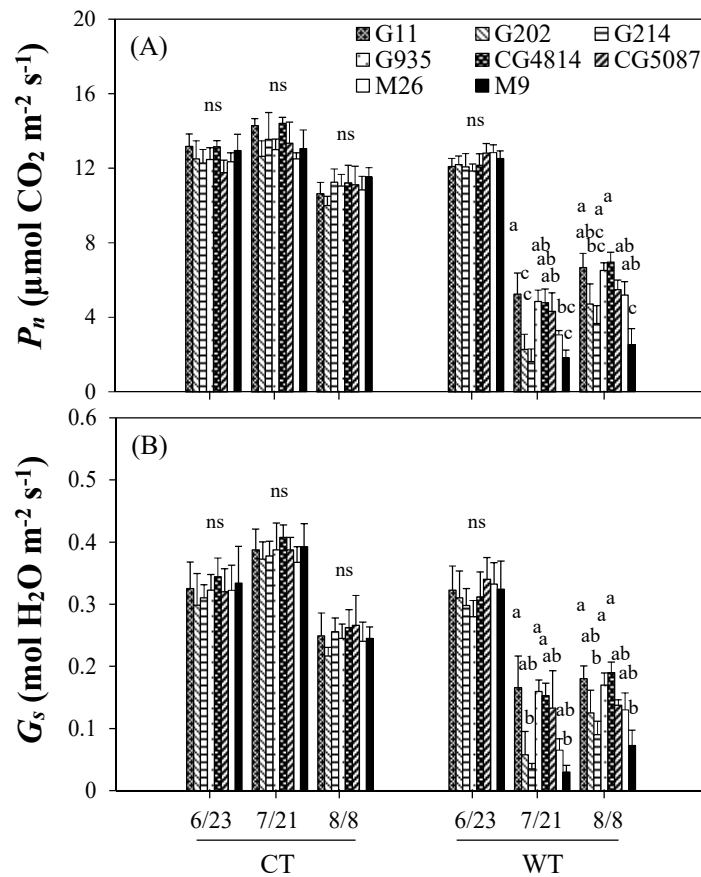 (A)
G11 G202 G214
G935 CG4814 CG5087
M26 M9
20
16
12
8
4
0
Pn (μmol CO2 m-2 s-1)
ns ns ns ns
a c c ab ab ab bc c
a abc bc a a ab ab c
(B)
0.6
0.5
0.4
0.3
0.2
0.1
0
Gs (mol H2O m-2 s-1)
ns ns ns ns
a ab b a a ab ab b
a ab b a a ab ab b
6/23 7/21 8/8 6/23 7/21 8/8
CT WT